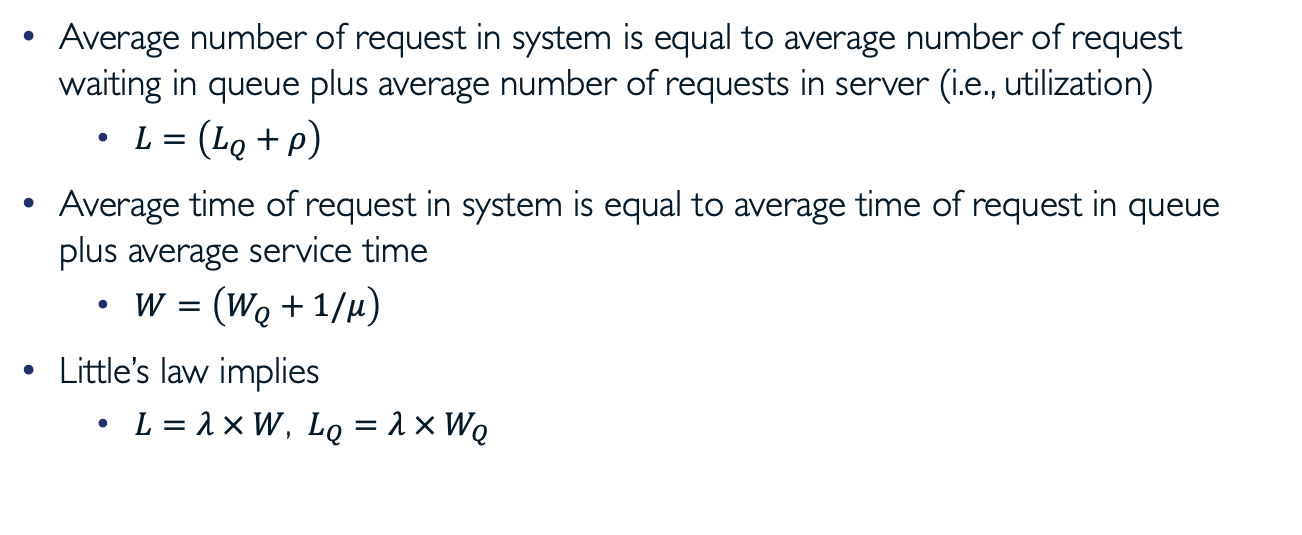 • Average number of request in system is equal to average number of request
waiting in queue plus average number of requests in server (i.e., utilization)
• L = (L_Q + ρ)
• Average time of request in system is equal to average time of request in queue
plus average service time
• W = (W_Q + 1/μ)
• Little's law implies
• L = λ × W, L_Q = λ × W_Q